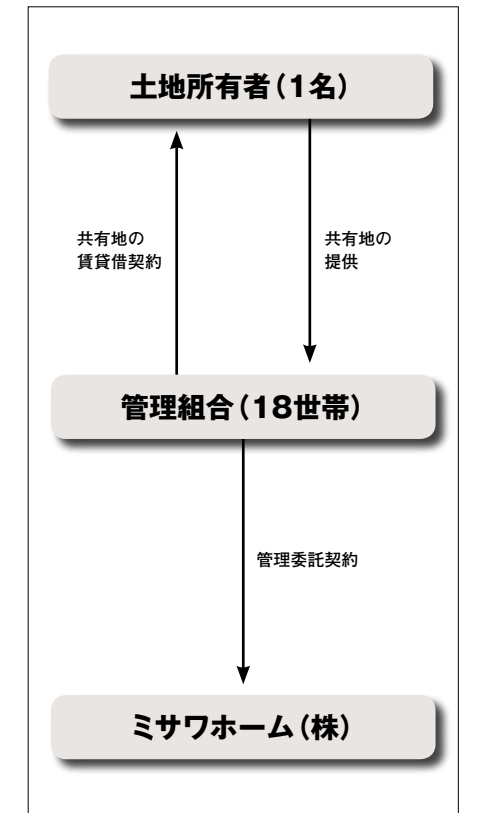 土地所有者（1名）
共有地の
賃貸借契約
共有地の
提供
管理組合（18世帯）
管理委託契約
ミサワホーム（株）